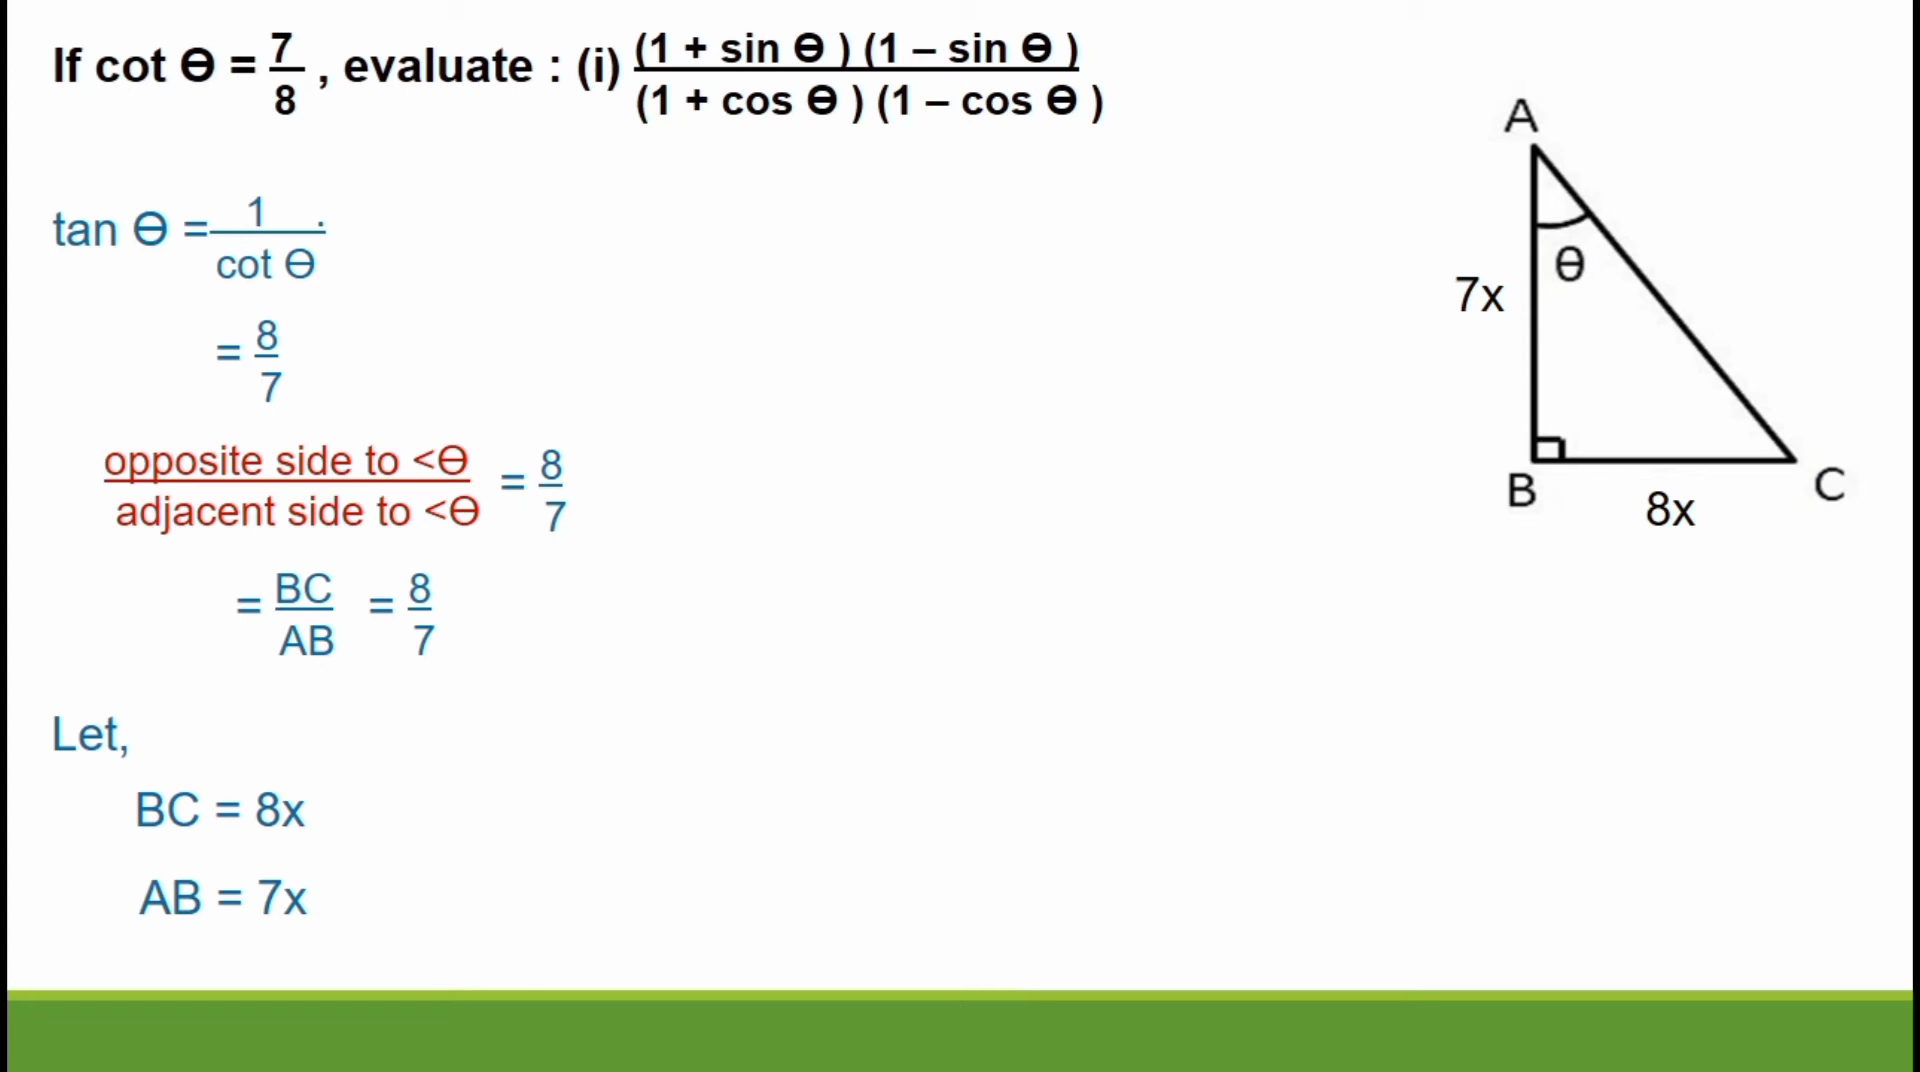 If cot Ө = 7/8 , evaluate : (i) (1 + sin Ө ) (1 – sin Ө ) / (1 + cos Ө ) (1 – cos Ө )
tan Ө = 1 / cot Ө .
= 8/7
opposite side to <Ө / adjacent side to <Ө = 8/7
= BC/AB = 8/7
Let,
BC = 8x
AB = 7x
A
θ
7x
B
8x
C